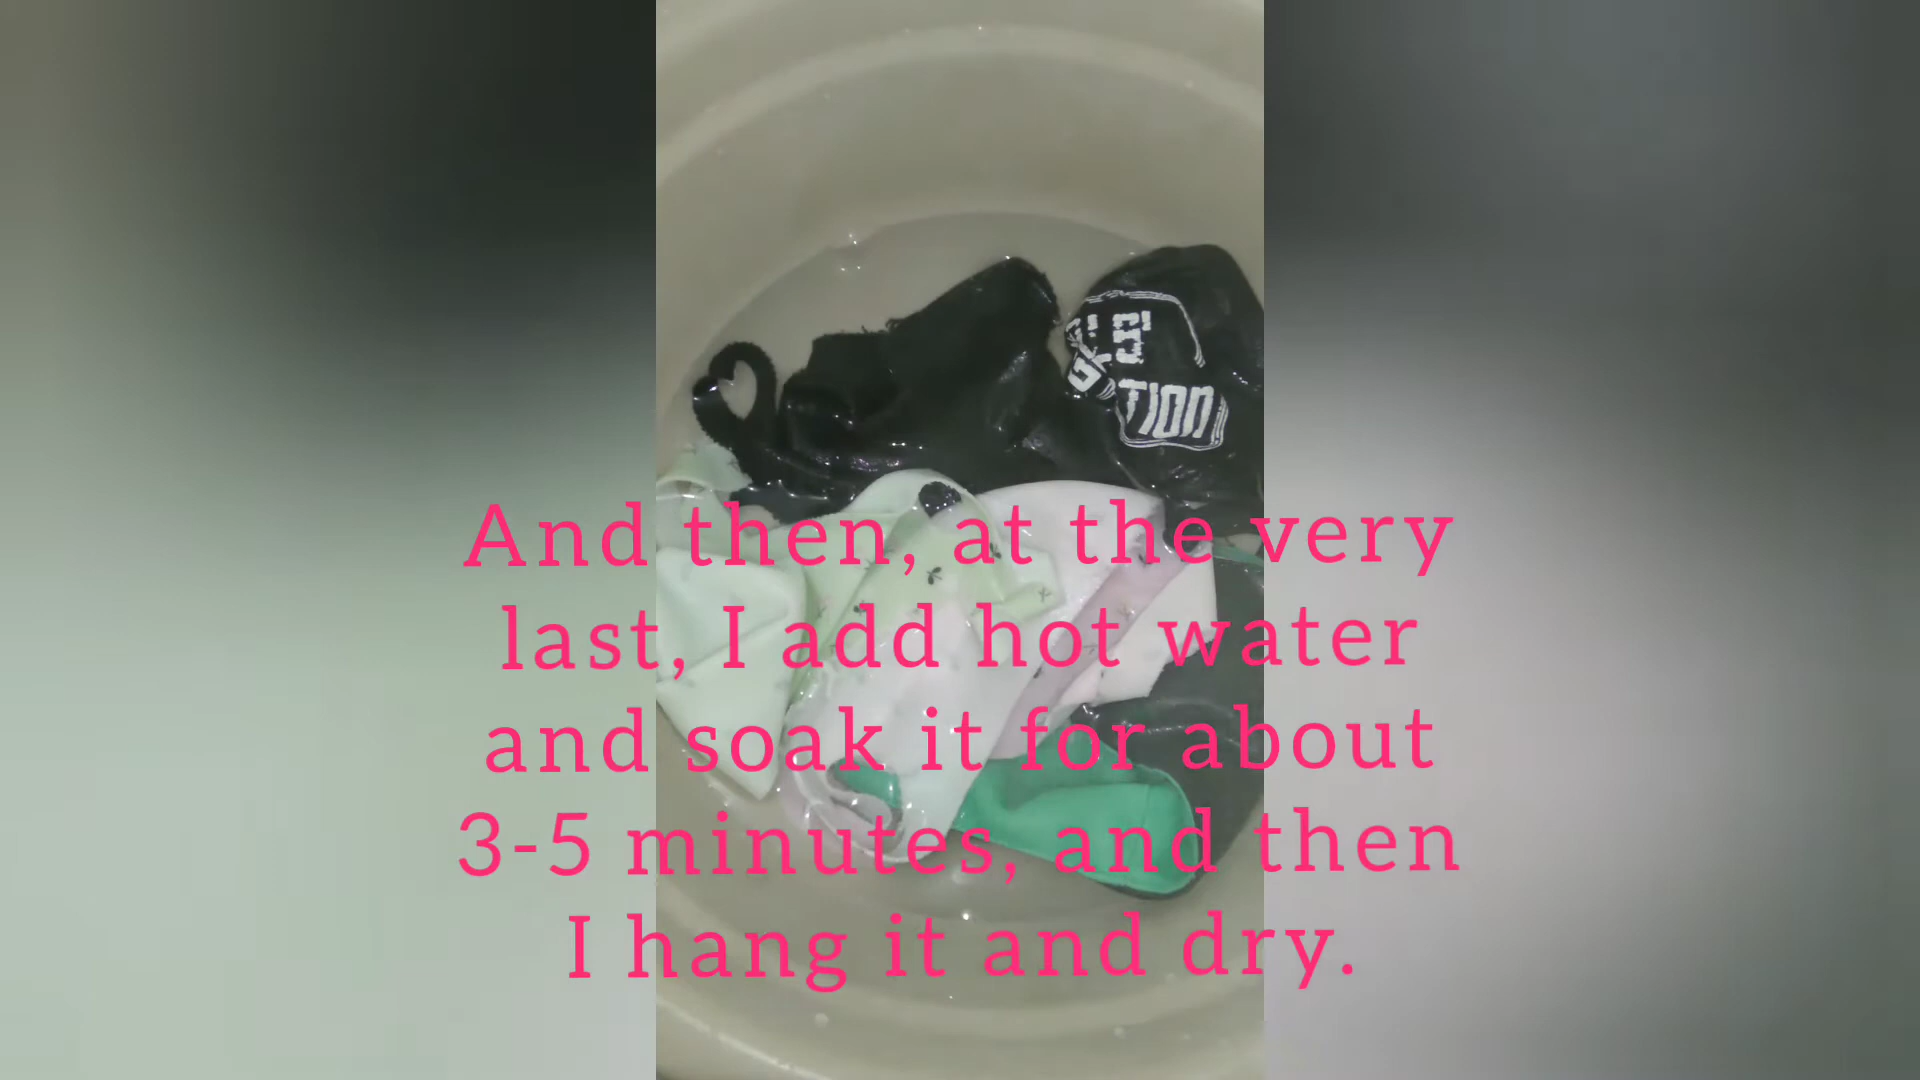 TION
And then, at the very
last, I add hot water
and soak it for about
3-5 minutes, and then
I hang it and dry.